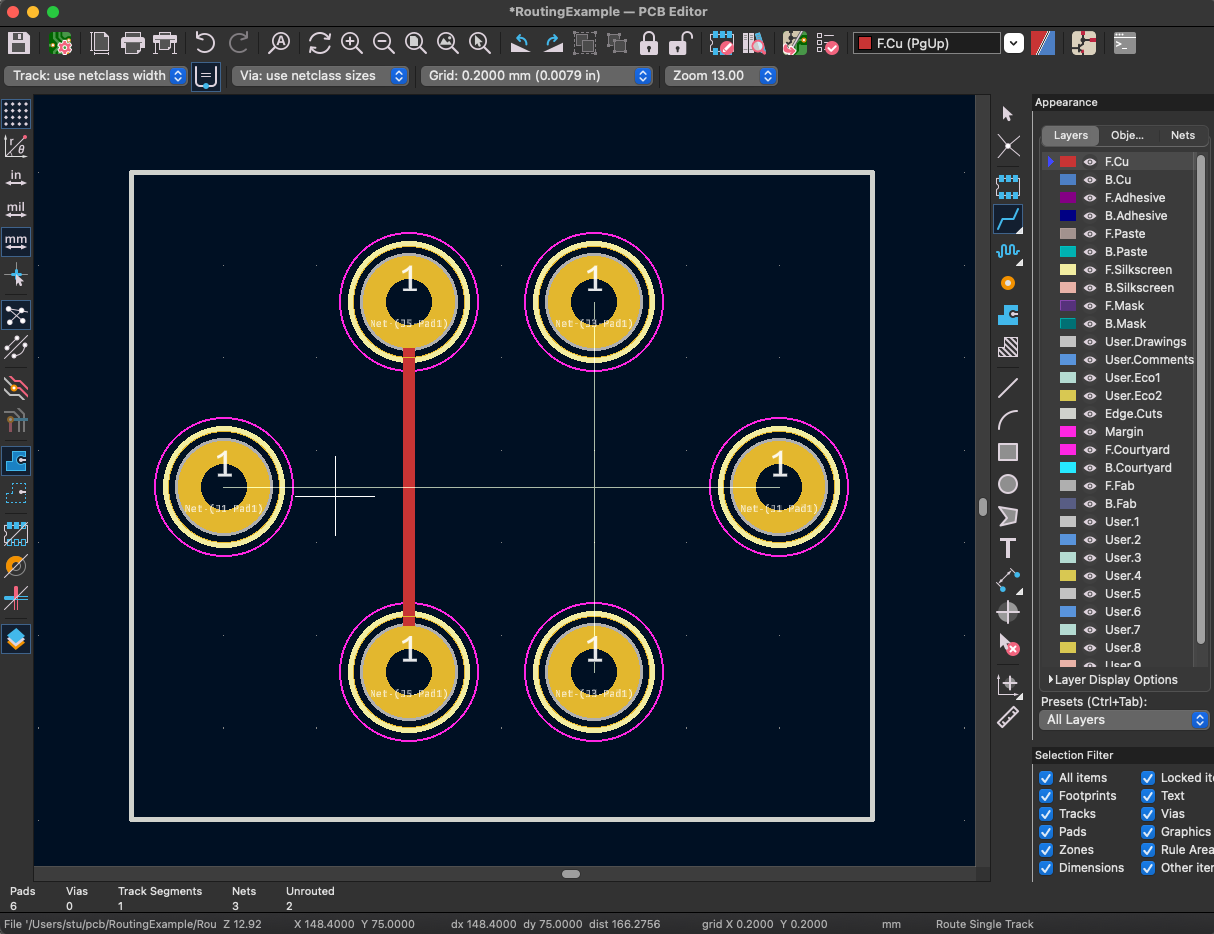 *RoutingExample — PCB Editor
F.Cu (PgUp)
Track: use netclass width
Via: use netclass sizes
Grid: 0.2000 mm (0.0079 in)
Zoom 13.00
in
mil
mm
1
Net-(J5-Pad1)
1
Net-(J3-Pad1)
1
Net-(J1-Pad1)
1
Net-(J1-Pad1)
1
Net-(J5-Pad1)
1
Net-(J3-Pad1)
Appearance
Layers Obje... Nets
F.Cu
B.Cu
F.Adhesive
B.Adhesive
F.Paste
B.Paste
F.Silkscreen
B.Silkscreen
F.Mask
B.Mask
User.Drawings
User.Comments
User.Eco1
User.Eco2
Edge.Cuts
Margin
F.Courtyard
B.Courtyard
F.Fab
B.Fab
User.1
User.2
User.3
User.4
User.5
User.6
User.7
User.8
User.9
Layer Display Options
Presets (Ctrl+Tab):
All Layers
Selection Filter
All items Locked ite
Footprints Text
Tracks Vias
Pads Graphics
Zones Rule Area
Dimensions Other iter
Pads Vias Track Segments Nets Unrouted
6 0 1 3 2
File '/Users/stu/pcb/RoutingExample/Rou Z 12.92 X 148.4000 Y 75.0000 dx 148.4000 dy 75.0000 dist 166.2756 grid X 0.2000 Y 0.2000 mm Route Single Track